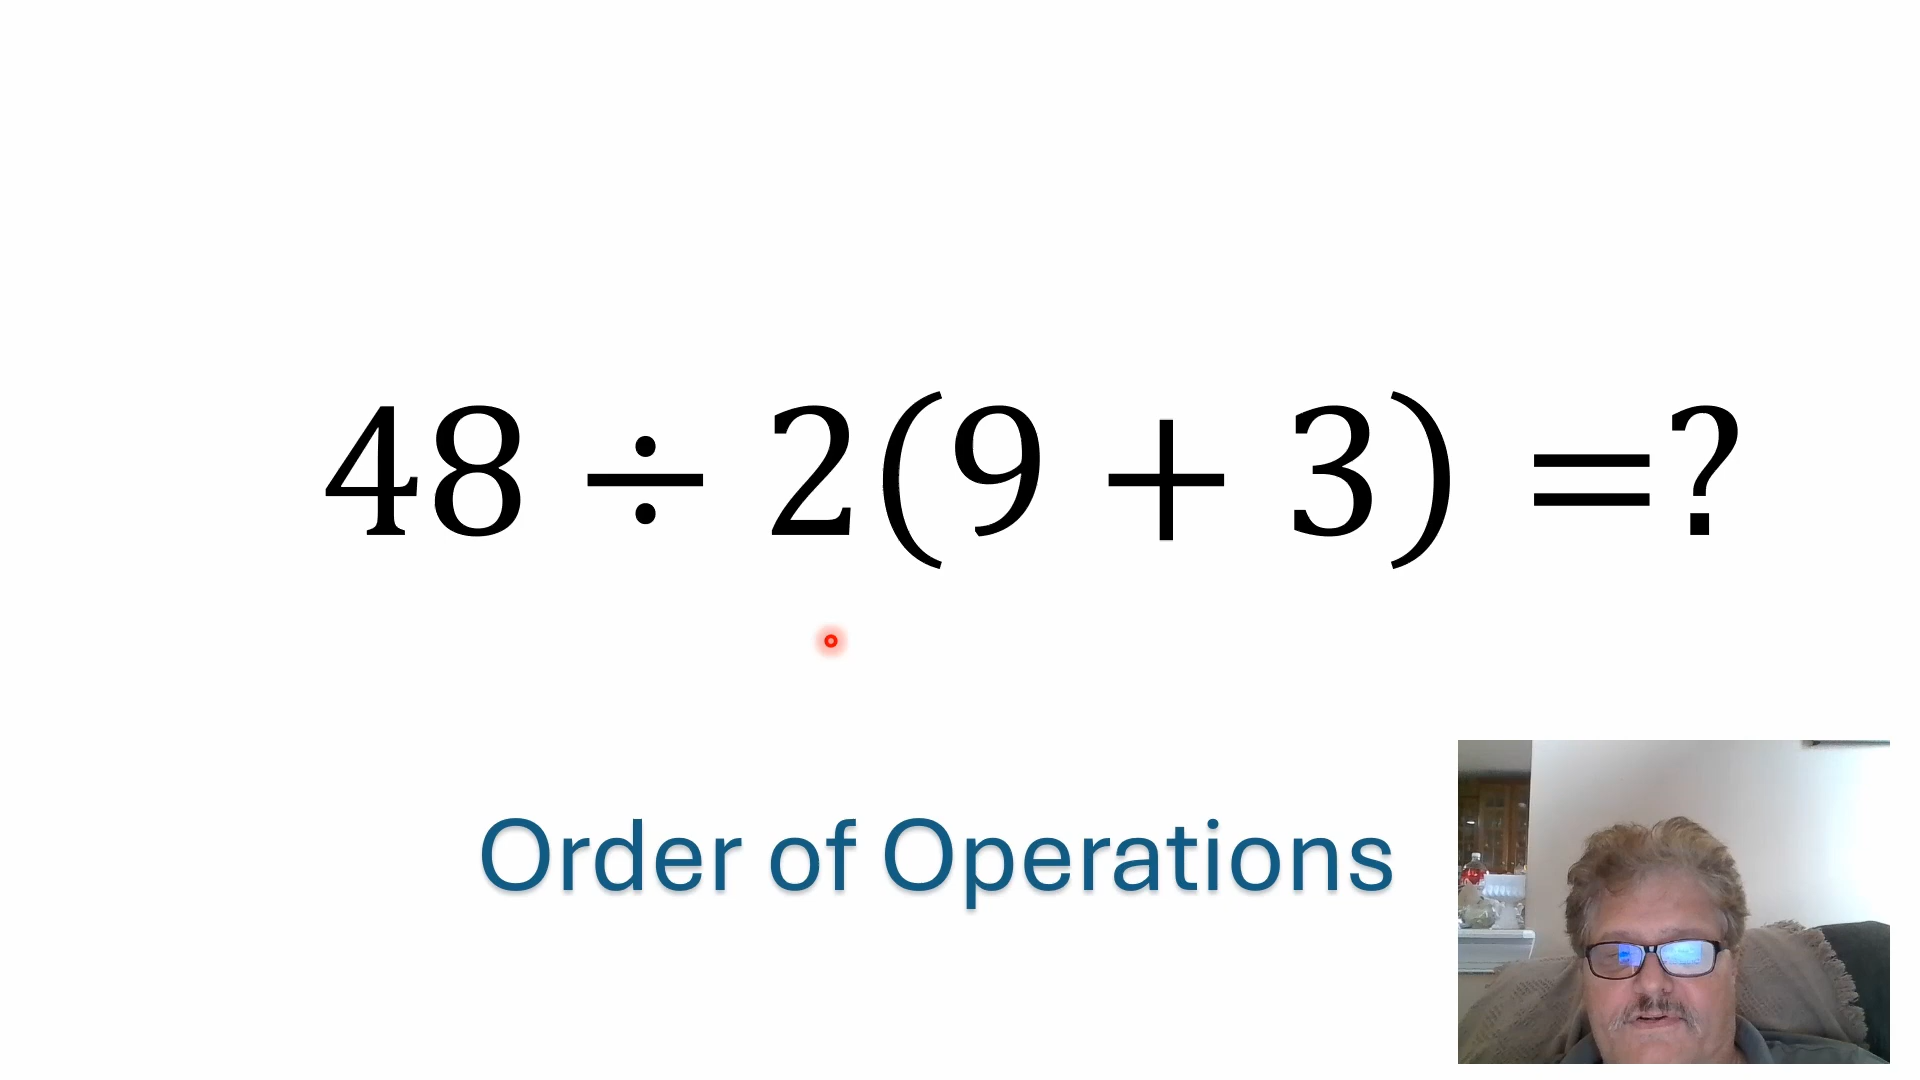 48 ÷ 2(9 + 3) =?
Order of Operations